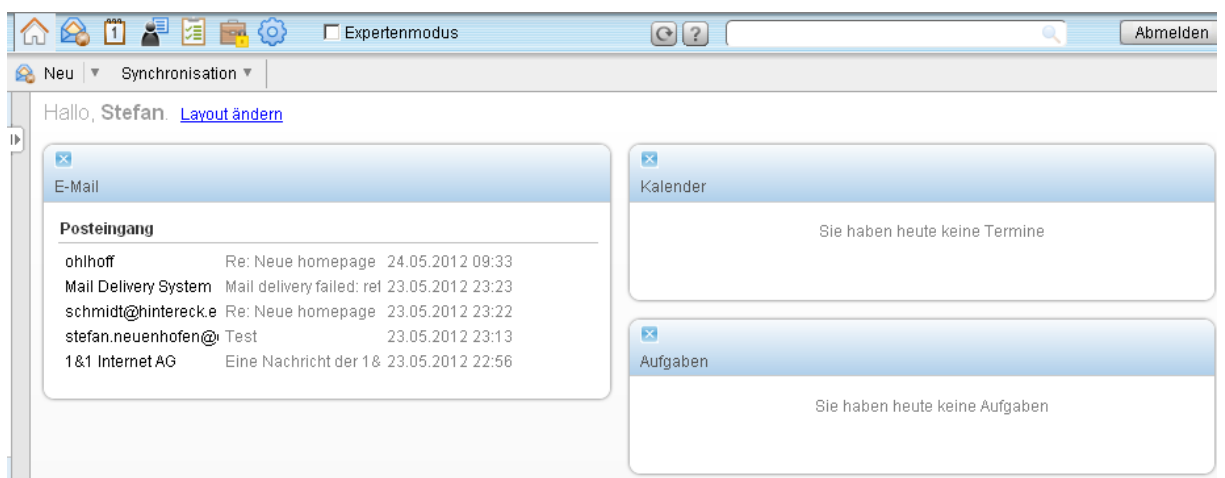 1 Expertenmodus ? Abmelden
Neu Synchronisation
Hallo, Stefan. Layout ändern
E-Mail
Posteingang
ohlhoff Re: Neue homepage 24.05.2012 09:33
Mail Delivery System Mail delivery failed: ret 23.05.2012 23:23
schmidt@hintereck.e Re: Neue homepage 23.05.2012 23:22
stefan.neuenhofen@ Test 23.05.2012 23:13
1&1 Internet AG Eine Nachricht der 1& 23.05.2012 22:56
Kalender
Sie haben heute keine Termine
Aufgaben
Sie haben heute keine Aufgaben